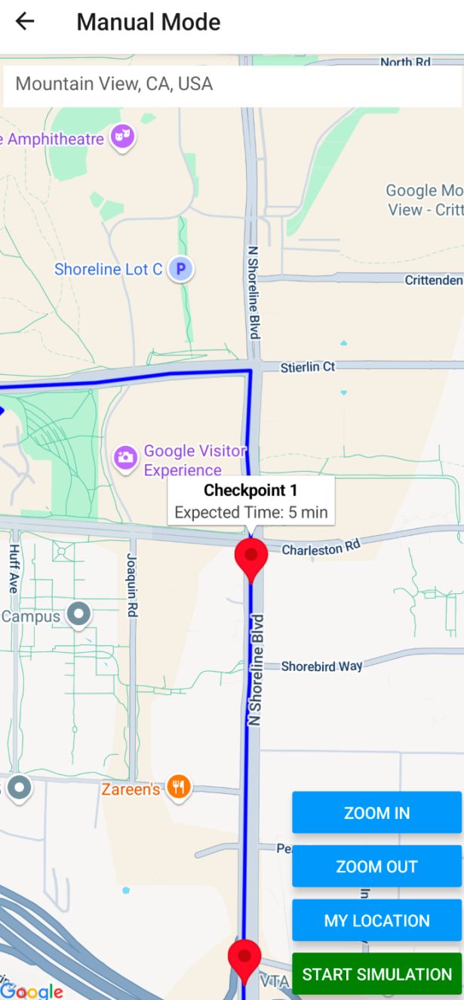 Manual Mode
North Rd
Mountain View, CA, USA
Amphitheatre
Google Mo
View - Critt
N Shoreline Blvd
Shoreline Lot C
P
Crittenden
Stierlin Ct
Google Visitor
Experience
Checkpoint 1
Expected Time: 5 min
Charleston Rd
Huff Ave
Joaquin Rd
Campus
N Shoreline Blvd
Shorebird Way
Zareen's
ZOOM IN
Pe
ZOOM OUT
MY LOCATION
START SIMULATION
VTA
Google